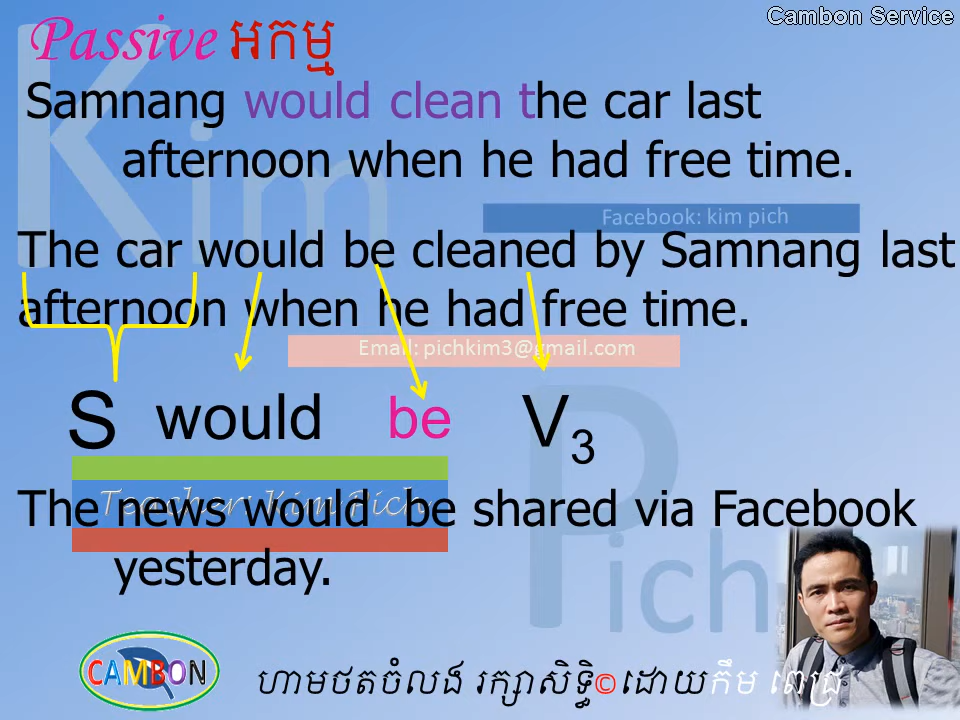 Cambon Service
Passive អកម្ម
Samnang would clean the car last
afternoon when he had free time.
Facebook: kim pich
The car would be cleaned by Samnang last
afternoon when he had free time.
Email: pichkim3@gmail.com
S would be V3
Teacher: Kim Pich
The news would be shared via Facebook
yesterday.
Kim
Pich
CAMBON
ហាមថតចំលង រក្សាសិទ្ធិ©ដោយកឹម ពេជ្រ